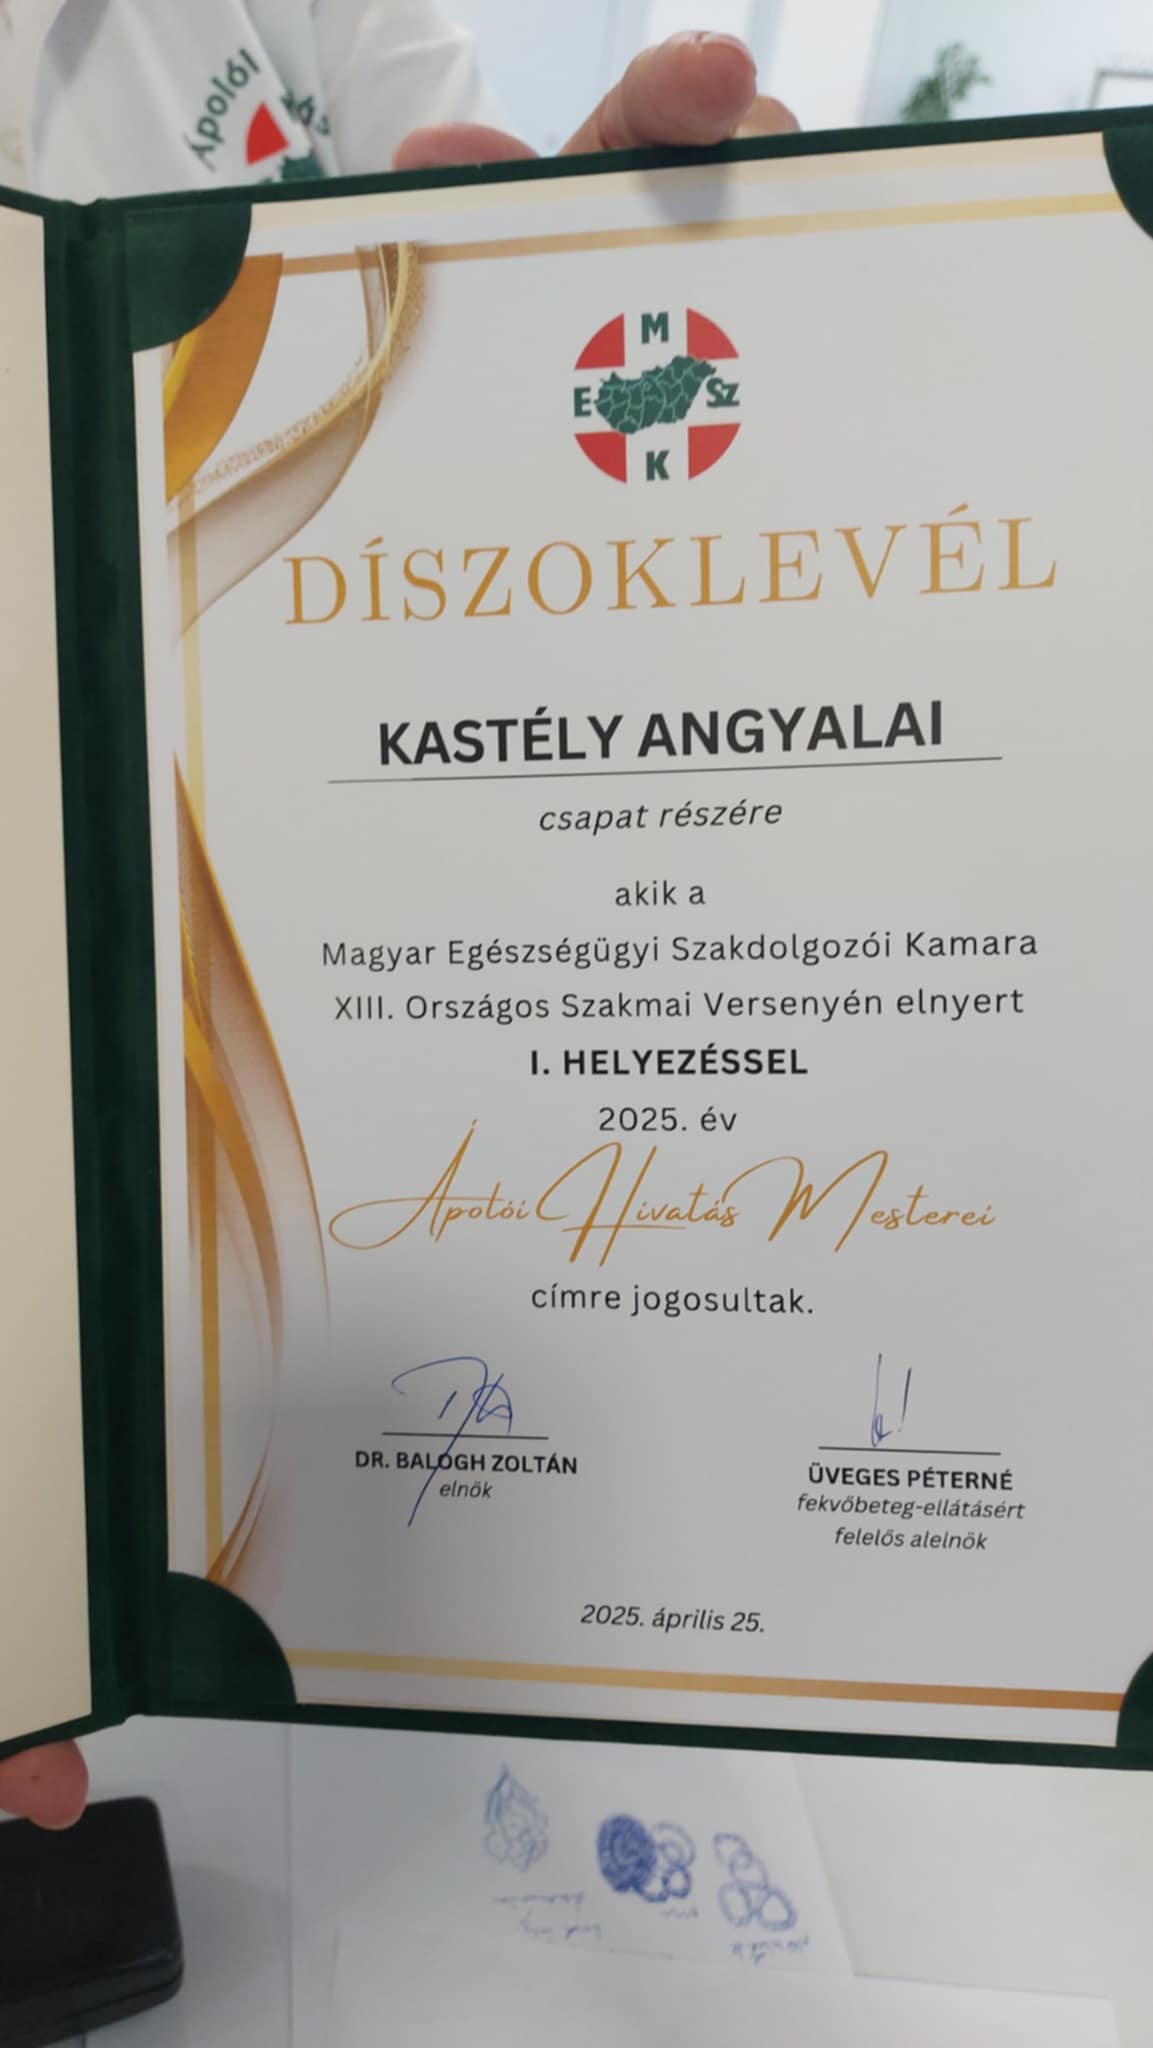 Ápolói
M
E Sz
K
DÍSZOKLEVÉL
KASTÉLY ANGYALAI
csapat részére
akik a
Magyar Egészségügyi Szakdolgozói Kamara
XIII. Országos Szakmai Versenyén elnyert
I. HELYEZÉSSEL
2025. év
Ápolói Hivatás Mesterei
címre jogosultak.
DR. BALOGH ZOLTÁN
elnök
ÜVEGES PÉTERNÉ
fekvőbeteg-ellátásért
felelős alelnök
2025. április 25.